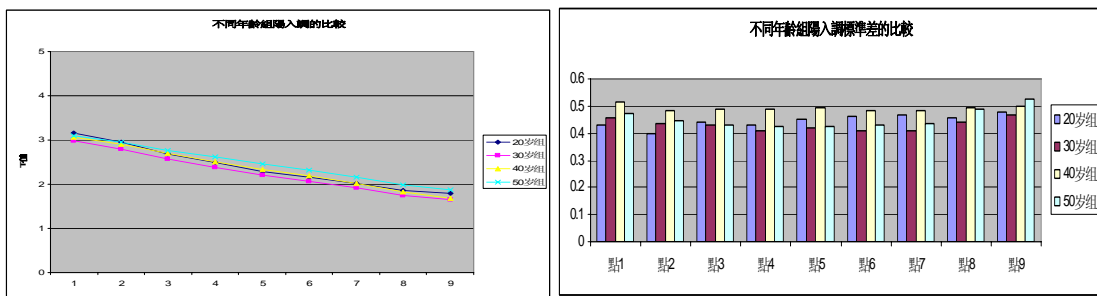 不同年齡組陽入調的比較
5
4
3
2
1
0
1 2 3 4 5 6 7 8 9
20岁组
30岁组
40岁组
50岁组
不同年齡組陽入調標準差的比較
0.6
0.5
0.4
0.3
0.2
0.1
0
點1 點2 點3 點4 點5 點6 點7 點8 點9
20岁组
30岁组
40岁组
50岁组